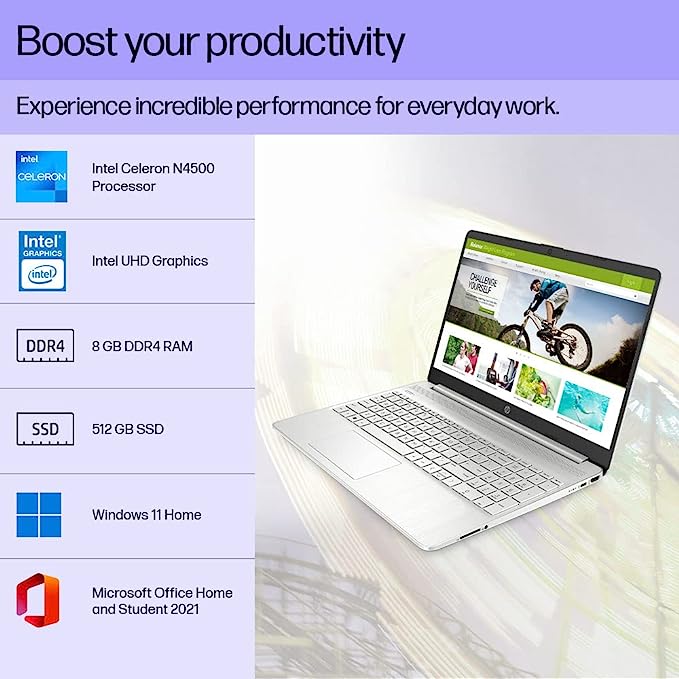 Boost your productivity
Experience incredible performance for everyday work.
intel
CELERON
Intel Celeron N4500
Processor
Intel®
GRAPHICS
intel
Intel UHD Graphics
DDR4
8 GB DDR4 RAM
SSD
512 GB SSD
Windows 11 Home
Microsoft Office Home
and Student 2021
CHALLENGE
YOURSELF
hp